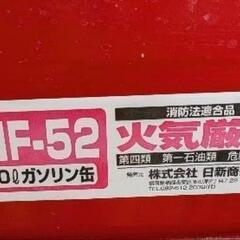 F-52
0ℓガソリン缶
消防法適合品
火気厳
第四類 第一石油類 危
株式会社 日新商